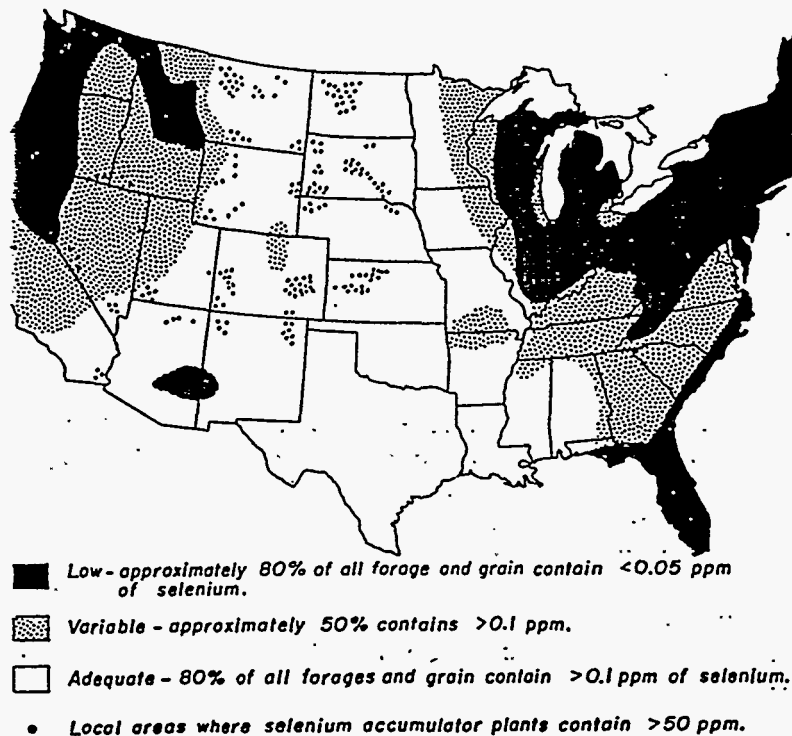 Low - approximately 80% of all forage and grain contain <0.05 ppm
of selenium.
Variable - approximately 50% contains >0.1 ppm.
Adequate - 80% of all forages and grain contain >0.1 ppm of selenium.
Local areas where selenium accumulator plants contain >50 ppm.